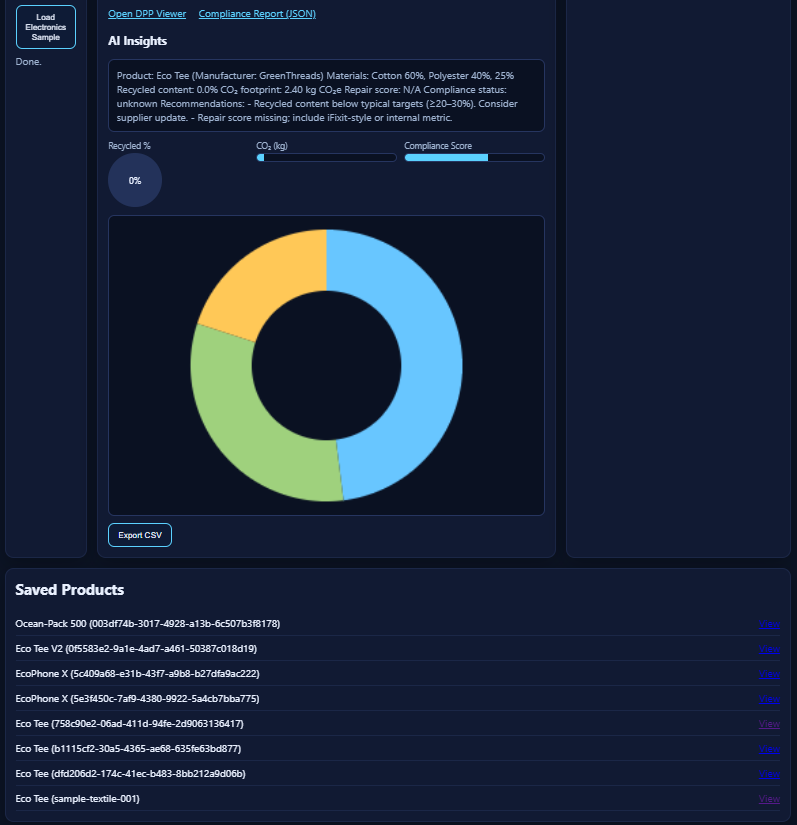 Load
Electronics
Sample
Done.
Open DPP Viewer Compliance Report (JSON)
AI Insights
Product: Eco Tee (Manufacturer: GreenThreads) Materials: Cotton 60%, Polyester 40%, 25%
Recycled content: 0.0% CO₂ footprint: 2.40 kg CO₂e Repair score: N/A Compliance status:
unknown Recommendations: - Recycled content below typical targets (≥20–30%). Consider
supplier update. - Repair score missing; include iFixit-style or internal metric.
Recycled % CO₂ (kg) Compliance Score
0%
Export CSV
Saved Products
Ocean-Pack 500 (003df74b-3017-4928-a13b-6c507b3f8178) View
Eco Tee V2 (0f5583e2-9a1e-4ad7-a461-50387c018d19) View
EcoPhone X (5c409a68-e31b-43f7-a9b8-b27dfa9ac222) View
EcoPhone X (5e3f450c-7af9-4380-9922-5a4cb7bba775) View
Eco Tee (758c90e2-06ad-411d-94fe-2d9063136417) View
Eco Tee (b1115cf2-30a5-4365-ae68-635fe63bd877) View
Eco Tee (dfd206d2-174c-41ec-b483-8bb212a9d06b) View
Eco Tee (sample-textile-001) View